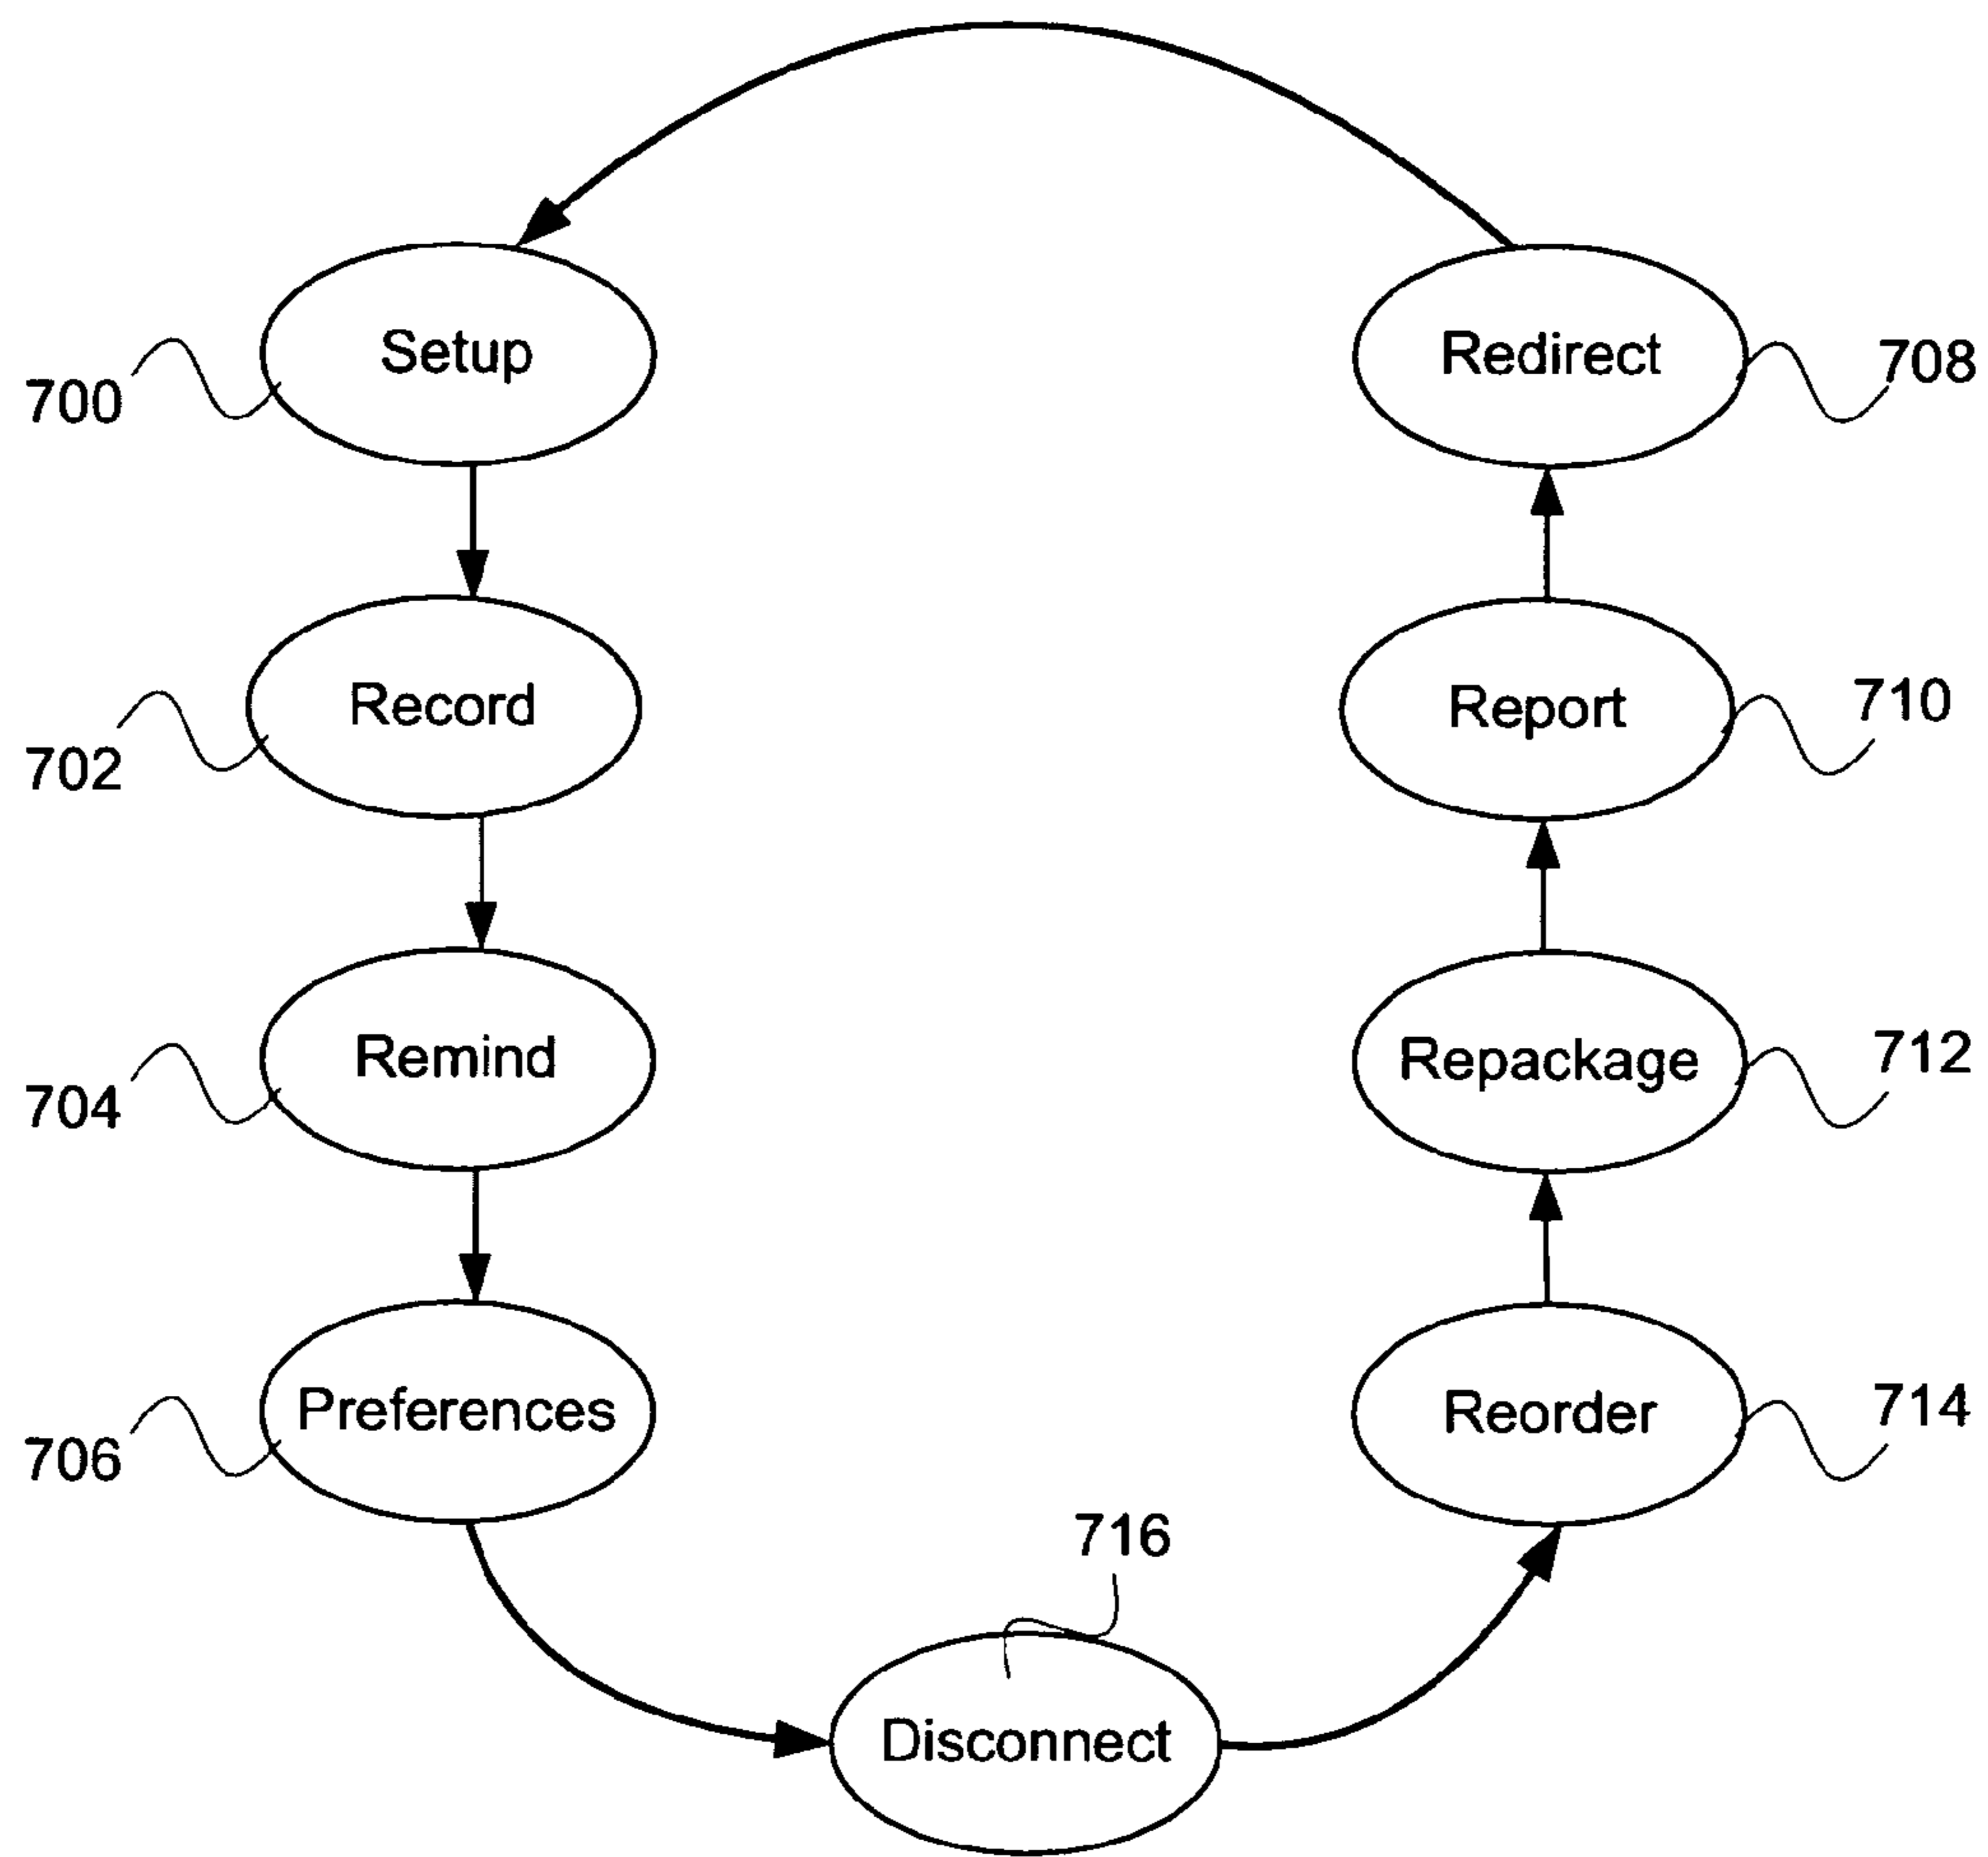 Setup
700
Redirect
708
Record
702
Report
710
Remind
704
Repackage
712
Preferences
706
Reorder
714
716
Disconnect